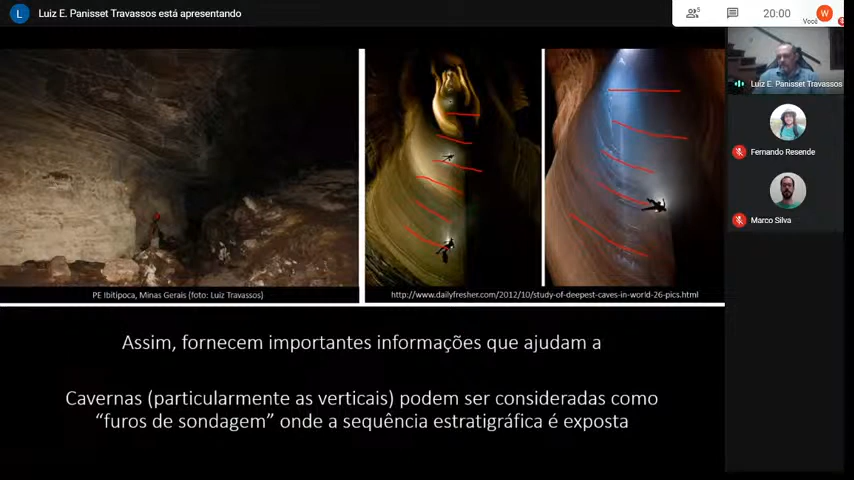 L Luiz E. Panisset Travassos está apresentando
5
20:00
Você
W
Luiz E. Panisset Travassos
Fernando Resende
Marco Silva
PE Ibitipoca, Minas Gerais (foto: Luiz Travassos)
http://www.dailyfresher.com/2012/10/study-of-deepest-caves-in-world-26-pics.html
Assim, fornecem importantes informações que ajudam a
Cavernas (particularmente as verticais) podem ser consideradas como
“furos de sondagem” onde a sequência estratigráfica é exposta